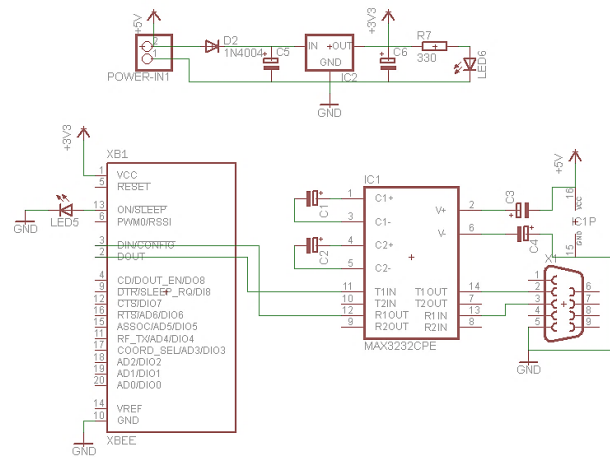 +5V
+3V3
D2
1N4004
C5
IN +OUT
GND
IC2
C6
R7
330
LED6
2
1
POWER-IN1
GND
+3V3
XB1
1 VCC
5 RESET
13 ON/SLEEP
6 PWM0/RSSI
3 DIN/CONFIG
2 DOUT
4 CD/DOUT_EN/DO8
9 DTR/SLEEP_RQ/DI8
12 CTS/DIO7
16 RTS/AD6/DIO6
15 ASSOC/AD5/DIO5
11 RF_TX/AD4/DIO4
17 COORD_SEL/AD3/DIO3
18 AD2/DIO2
19 AD1/DIO1
20 AD0/DIO0
14 VREF
10 GND
XBEE
GND
LED5
GND
IC1
C1
C2
1 C1+
3 C1-
4 C2+
5 C2-
11 T1IN
10 T2IN
12 R1OUT
9 R2OUT
V+ 2
V- 6
T1OUT 14
T2OUT 7
R1IN 13
R2IN 8
MAX3232CPE
C3
C4
+5V
16
VCC
IC1P
GND
15
X1
1
2
3
4
5
6
7
8
9
GND